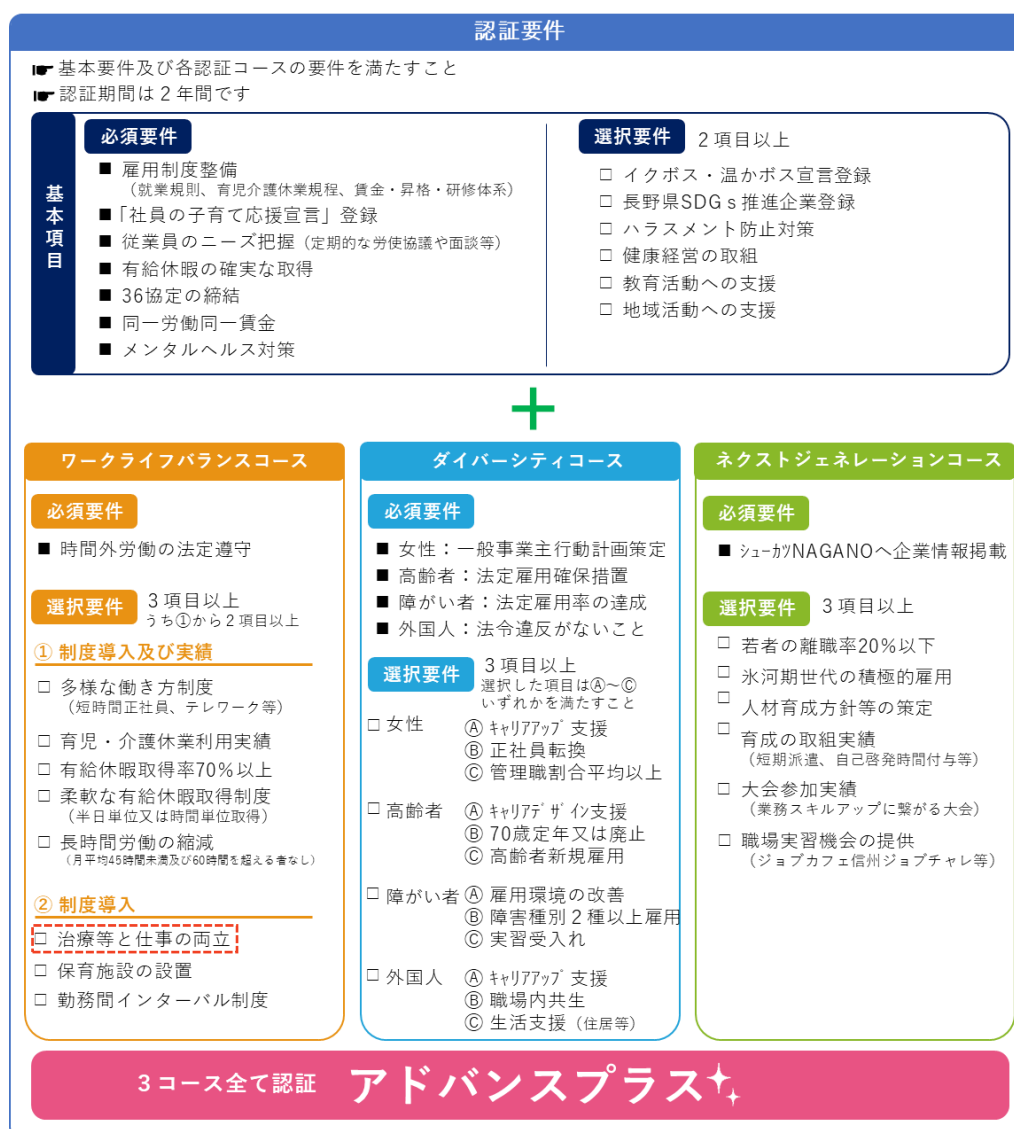 認証要件
☛基本要件及び各認証コースの要件を満たすこと
☛認証期間は２年間です
基本項目
必須要件
■ 雇用制度整備
（就業規則、育児介護休業規程、賃金・昇格・研修体系）
■「社員の子育て応援宣言」登録
■ 従業員のニーズ把握（定期的な労使協議や面談等）
■ 有給休暇の確実な取得
■ 36協定の締結
■ 同一労働同一賃金
■ メンタルヘルス対策
選択要件 ２項目以上
□ イクボス・温かボス宣言登録
□ 長野県SDGｓ推進企業登録
□ ハラスメント防止対策
□ 健康経営の取組
□ 教育活動への支援
□ 地域活動への支援
＋
ワークライフバランスコース
必須要件
■ 時間外労働の法定遵守
選択要件 ３項目以上
うち①から２項目以上
① 制度導入及び実績
□ 多様な働き方制度
（短時間正社員、テレワーク等）
□ 育児・介護休業利用実績
□ 有給休暇取得率70％以上
□ 柔軟な有給休暇取得制度
（半日単位又は時間単位取得）
□ 長時間労働の縮減
（月平均45時間未満及び60時間を超える者なし）
② 制度導入
□ 治療等と仕事の両立
□ 保育施設の設置
□ 勤務間インターバル制度
ダイバーシティコース
必須要件
■ 女性：一般事業主行動計画策定
■ 高齢者：法定雇用確保措置
■ 障がい者：法定雇用率の達成
■ 外国人：法令違反がないこと
選択要件 ３項目以上
選択した項目はⒶ～Ⓒ
いずれかを満たすこと
□ 女性 Ⓐ ｷｬﾘｱｱｯﾌﾟ支援
Ⓑ 正社員転換
Ⓒ 管理職割合平均以上
□ 高齢者 Ⓐ ｷｬﾘｱﾃﾞｻﾞｲﾝ支援
Ⓑ 70歳定年又は廃止
Ⓒ 高齢者新規雇用
□ 障がい者 Ⓐ 雇用環境の改善
Ⓑ 障害種別２種以上雇用
Ⓒ 実習受入れ
□ 外国人 Ⓐ ｷｬﾘｱｱｯﾌﾟ支援
Ⓑ 職場内共生
Ⓒ 生活支援（住居等）
ネクストジェネレーションコース
必須要件
■ ｼｭｰｶﾂNAGANOへ企業情報掲載
選択要件 ３項目以上
□ 若者の離職率20％以下
□ 氷河期世代の積極的雇用
□ 人材育成方針等の策定
□ 育成の取組実績
（短期派遣、自己啓発時間付与等）
□ 大会参加実績
（業務スキルアップに繋がる大会）
□ 職場実習機会の提供
（ジョブカフェ信州ジョブチャレ等）
３コース全て認証 アドバンスプラス